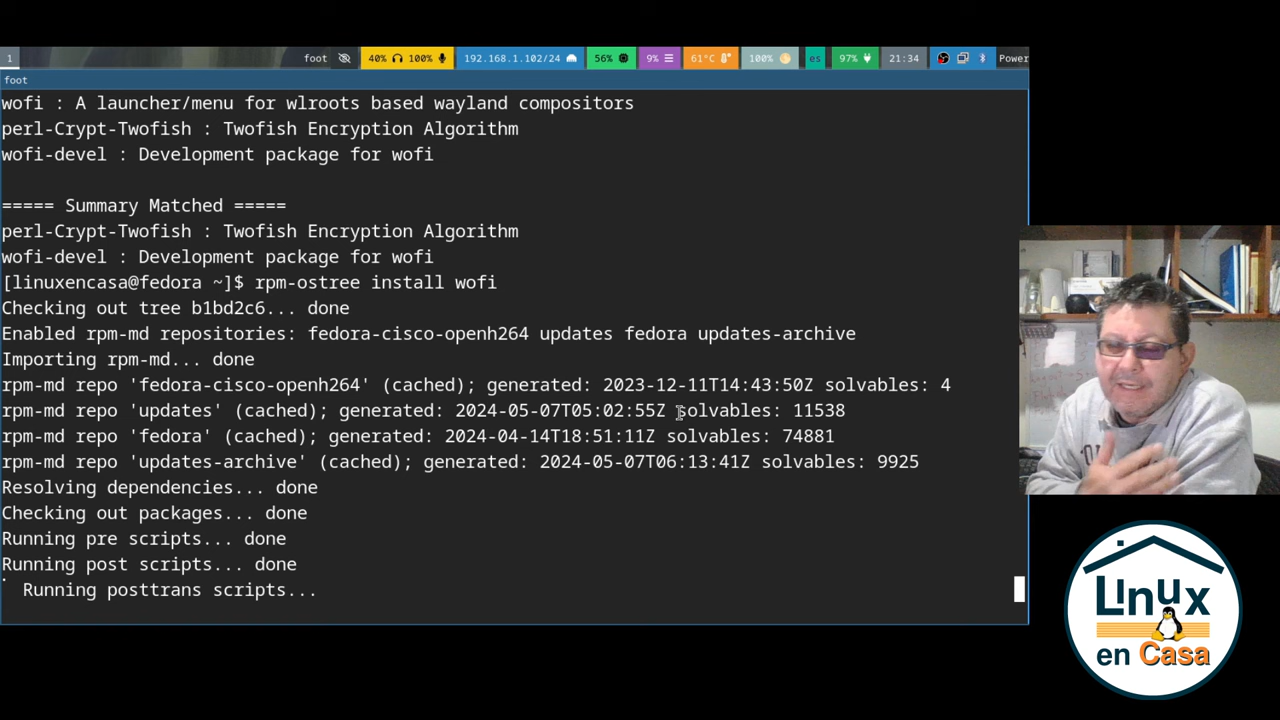 1
foot 40% 100% 192.168.1.102/24 56% 9% 61°C 100% es 97% 21:34 Power
foot
wofi : A launcher/menu for wlroots based wayland compositors
perl-Crypt-Twofish : Twofish Encryption Algorithm
wofi-devel : Development package for wofi
===== Summary Matched =====
perl-Crypt-Twofish : Twofish Encryption Algorithm
wofi-devel : Development package for wofi
[linuxencasa@fedora ~]$ rpm-ostree install wofi
Checking out tree b1bd2c6... done
Enabled rpm-md repositories: fedora-cisco-openh264 updates fedora updates-archive
Importing rpm-md... done
rpm-md repo 'fedora-cisco-openh264' (cached); generated: 2023-12-11T14:43:50Z solvables: 4
rpm-md repo 'updates' (cached); generated: 2024-05-07T05:02:55Z solvables: 11538
rpm-md repo 'fedora' (cached); generated: 2024-04-14T18:51:11Z solvables: 74881
rpm-md repo 'updates-archive' (cached); generated: 2024-05-07T06:13:41Z solvables: 9925
Resolving dependencies... done
Checking out packages... done
Running pre scripts... done
Running post scripts... done
Running posttrans scripts...
Linux
en Casa